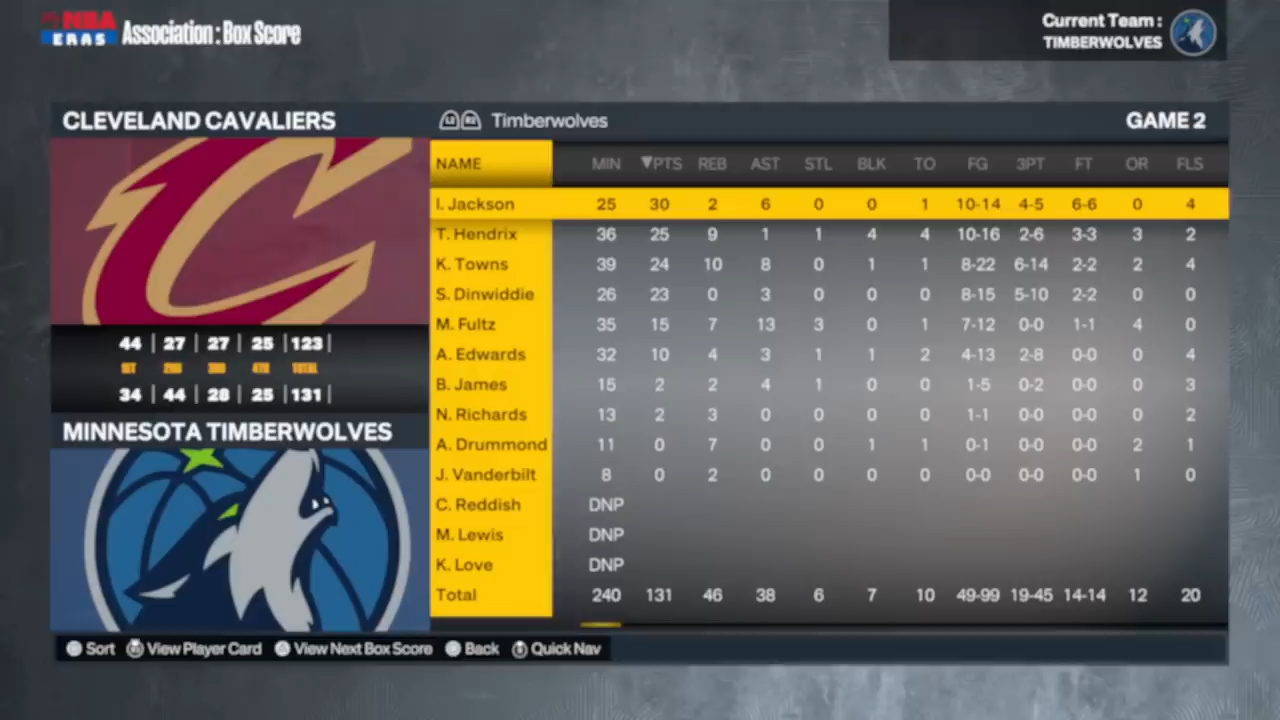 NBA
ERAS
Association : Box Score
Current Team :
TIMBERWOLVES
CLEVELAND CAVALIERS
44 | 27 | 27 | 25 | 123 |
1ST 2ND 3RD 4TH TOTAL
34 | 44 | 28 | 25 | 131 |
MINNESOTA TIMBERWOLVES
L2 R2 Timberwolves GAME 2
NAME MIN ▼PTS REB AST STL BLK TO FG 3PT FT OR FLS
I. Jackson 25 30 2 6 0 0 1 10-14 4-5 6-6 0 4
T. Hendrix 36 25 9 1 1 4 4 10-16 2-6 3-3 3 2
K. Towns 39 24 10 8 0 1 1 8-22 6-14 2-2 2 4
S. Dinwiddie 26 23 0 3 0 0 0 8-15 5-10 2-2 0 0
M. Fultz 35 15 7 13 3 0 1 7-12 0-0 1-1 4 0
A. Edwards 32 10 4 3 1 1 2 4-13 2-8 0-0 0 4
B. James 15 2 2 4 1 0 0 1-5 0-2 0-0 0 3
N. Richards 13 2 3 0 0 0 0 1-1 0-0 0-0 0 2
A. Drummond 11 0 7 0 0 1 1 0-1 0-0 0-0 2 1
J. Vanderbilt 8 0 2 0 0 0 0 0-0 0-0 0-0 1 0
C. Reddish DNP
M. Lewis DNP
K. Love DNP
Total 240 131 46 38 6 7 10 49-99 19-45 14-14 12 20
Sort View Player Card View Next Box Score Back Quick Nav